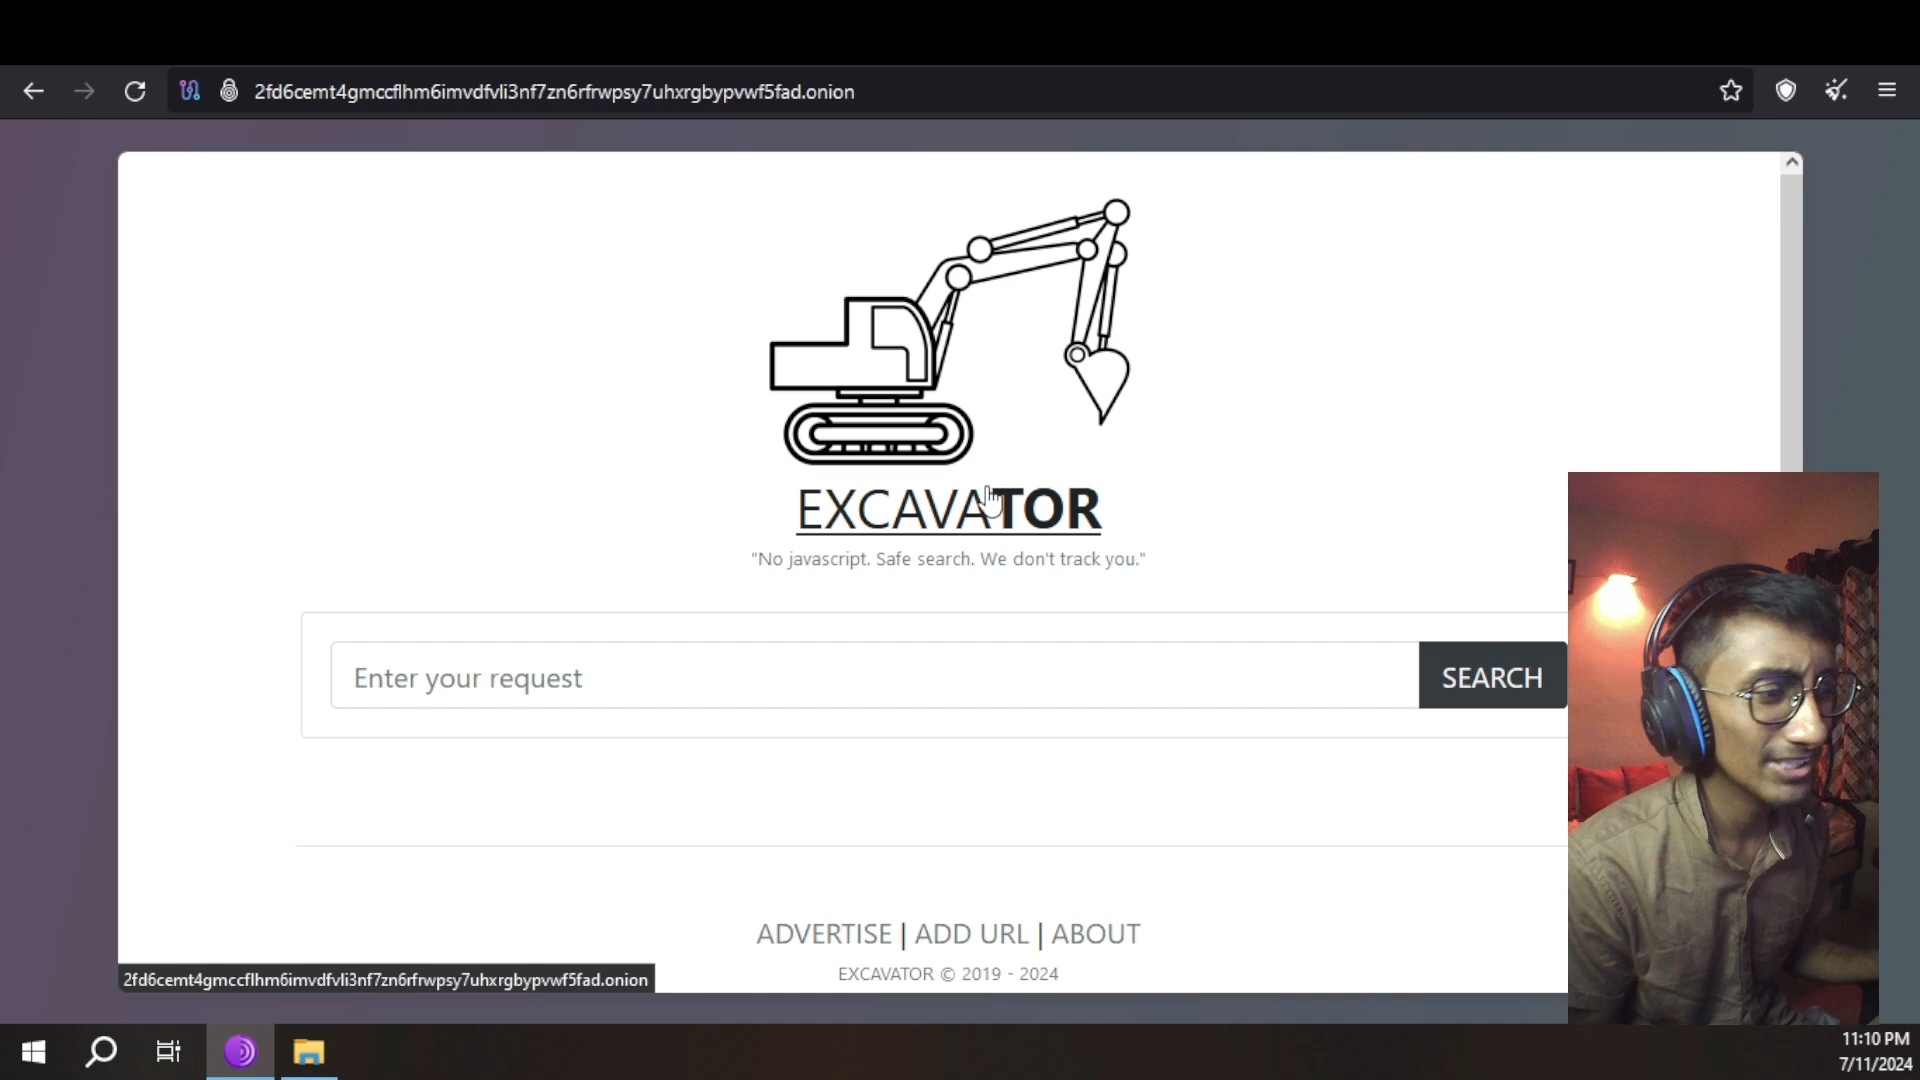 2fd6cemt4gmccflhm6imvdfvli3nf7zn6rfrwpsy7uhxrgbypvwf5fad.onion
EXCAVATOR
"No javascript. Safe search. We don't track you."
Enter your request
SEARCH
ADVERTISE | ADD URL | ABOUT
EXCAVATOR © 2019 - 2024
2fd6cemt4gmccflhm6imvdfvli3nf7zn6rfrwpsy7uhxrgbypvwf5fad.onion
11:10 PM
7/11/2024